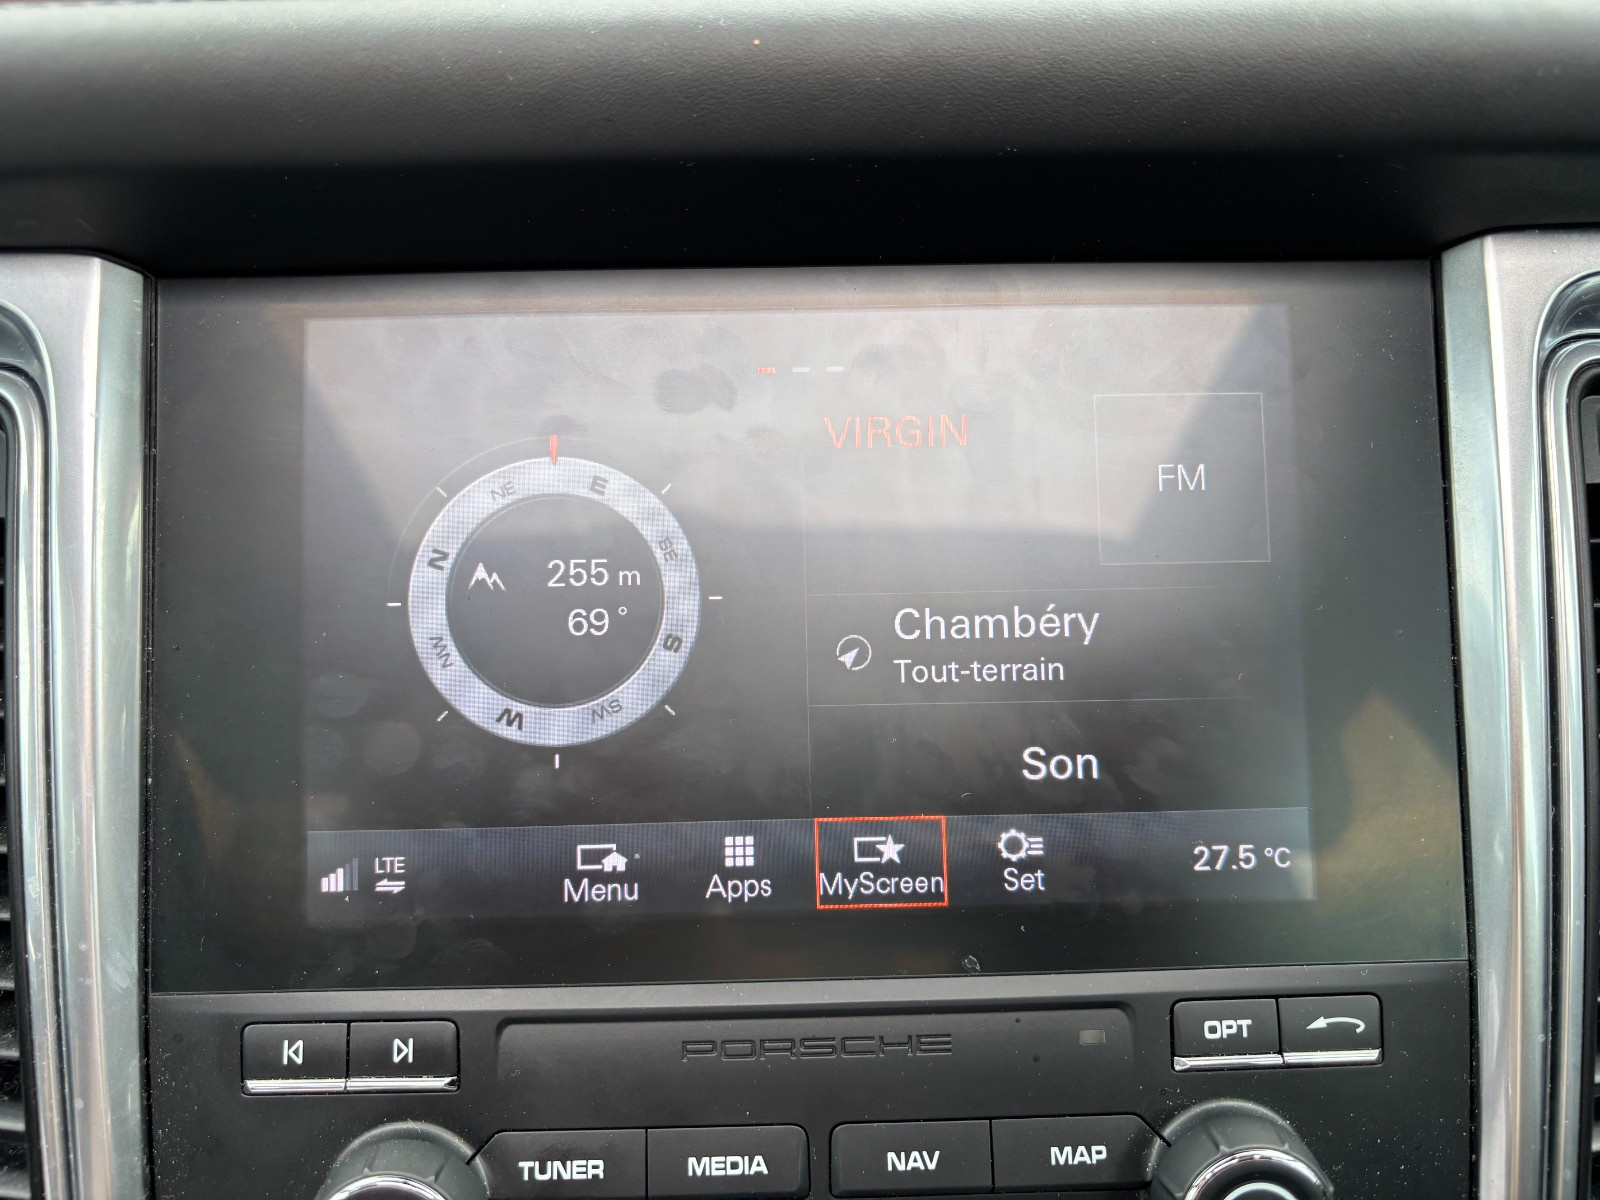 VIRGIN
FM
N
NE
E
SE
S
SW
W
NW
255 m
69°
Chambéry
Tout-terrain
Son
LTE
Menu
Apps
MyScreen
Set
27.5 °C
PORSCHE
OPT
TUNER
MEDIA
NAV
MAP